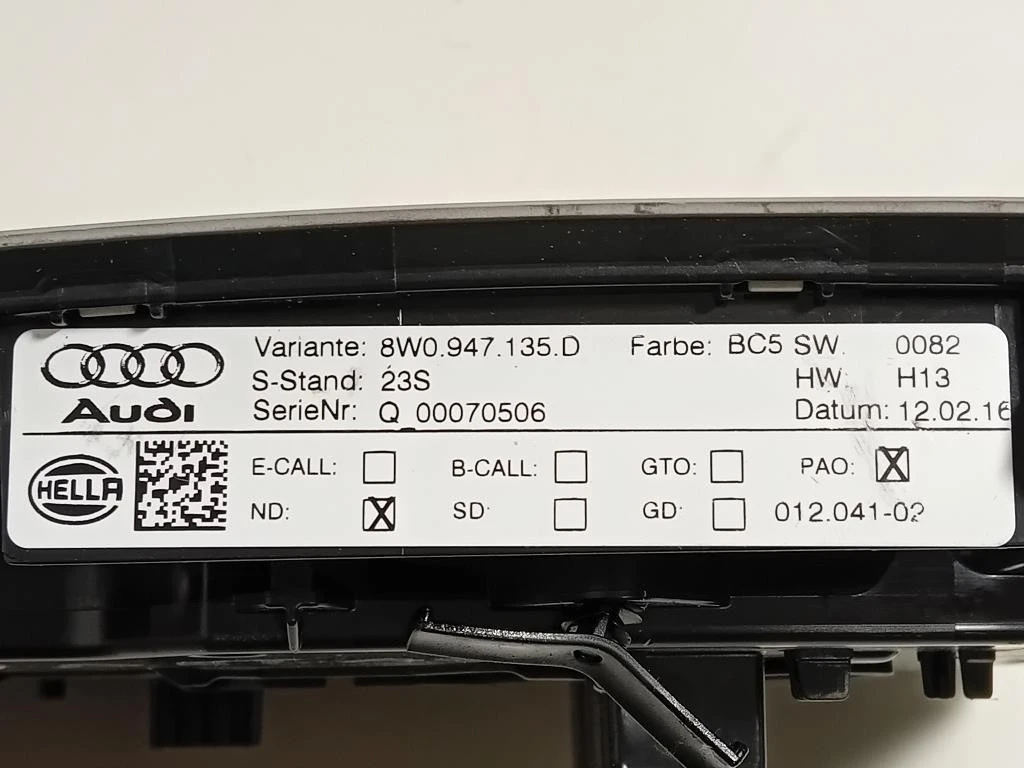 Audi
Variante: 8W0.947.135.D Farbe: BC5 SW. 0082
S-Stand: 23S HW: H13
SerieNr: Q_00070506 Datum: 12.02.16
HELLA
E-CALL: B-CALL: GTO: PAO: X
ND: X SD: GD: 012.041-02